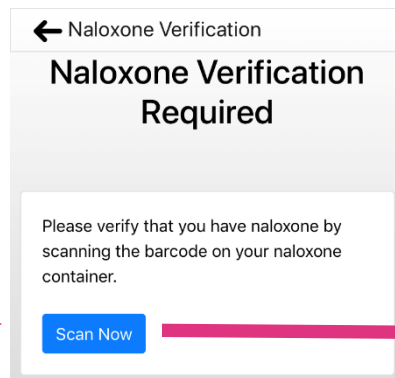 Naloxone Verification
Naloxone Verification
Required
Please verify that you have naloxone by
scanning the barcode on your naloxone
container.
Scan Now